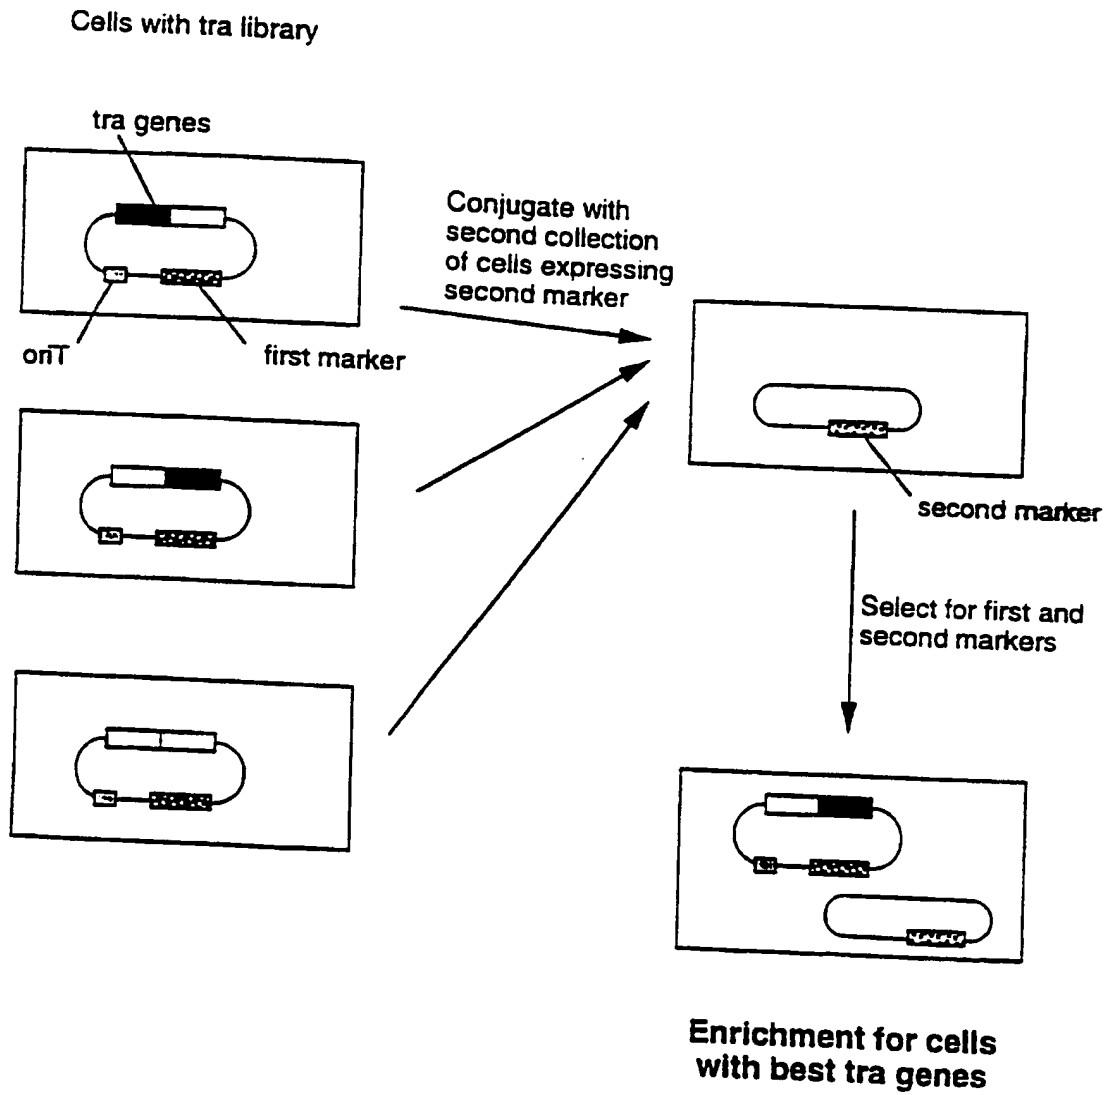 Cells with tra library
tra genes
Conjugate with
second collection
of cells expressing
second marker
oriT
first marker
second marker
Select for first and
second markers
Enrichment for cells
with best tra genes